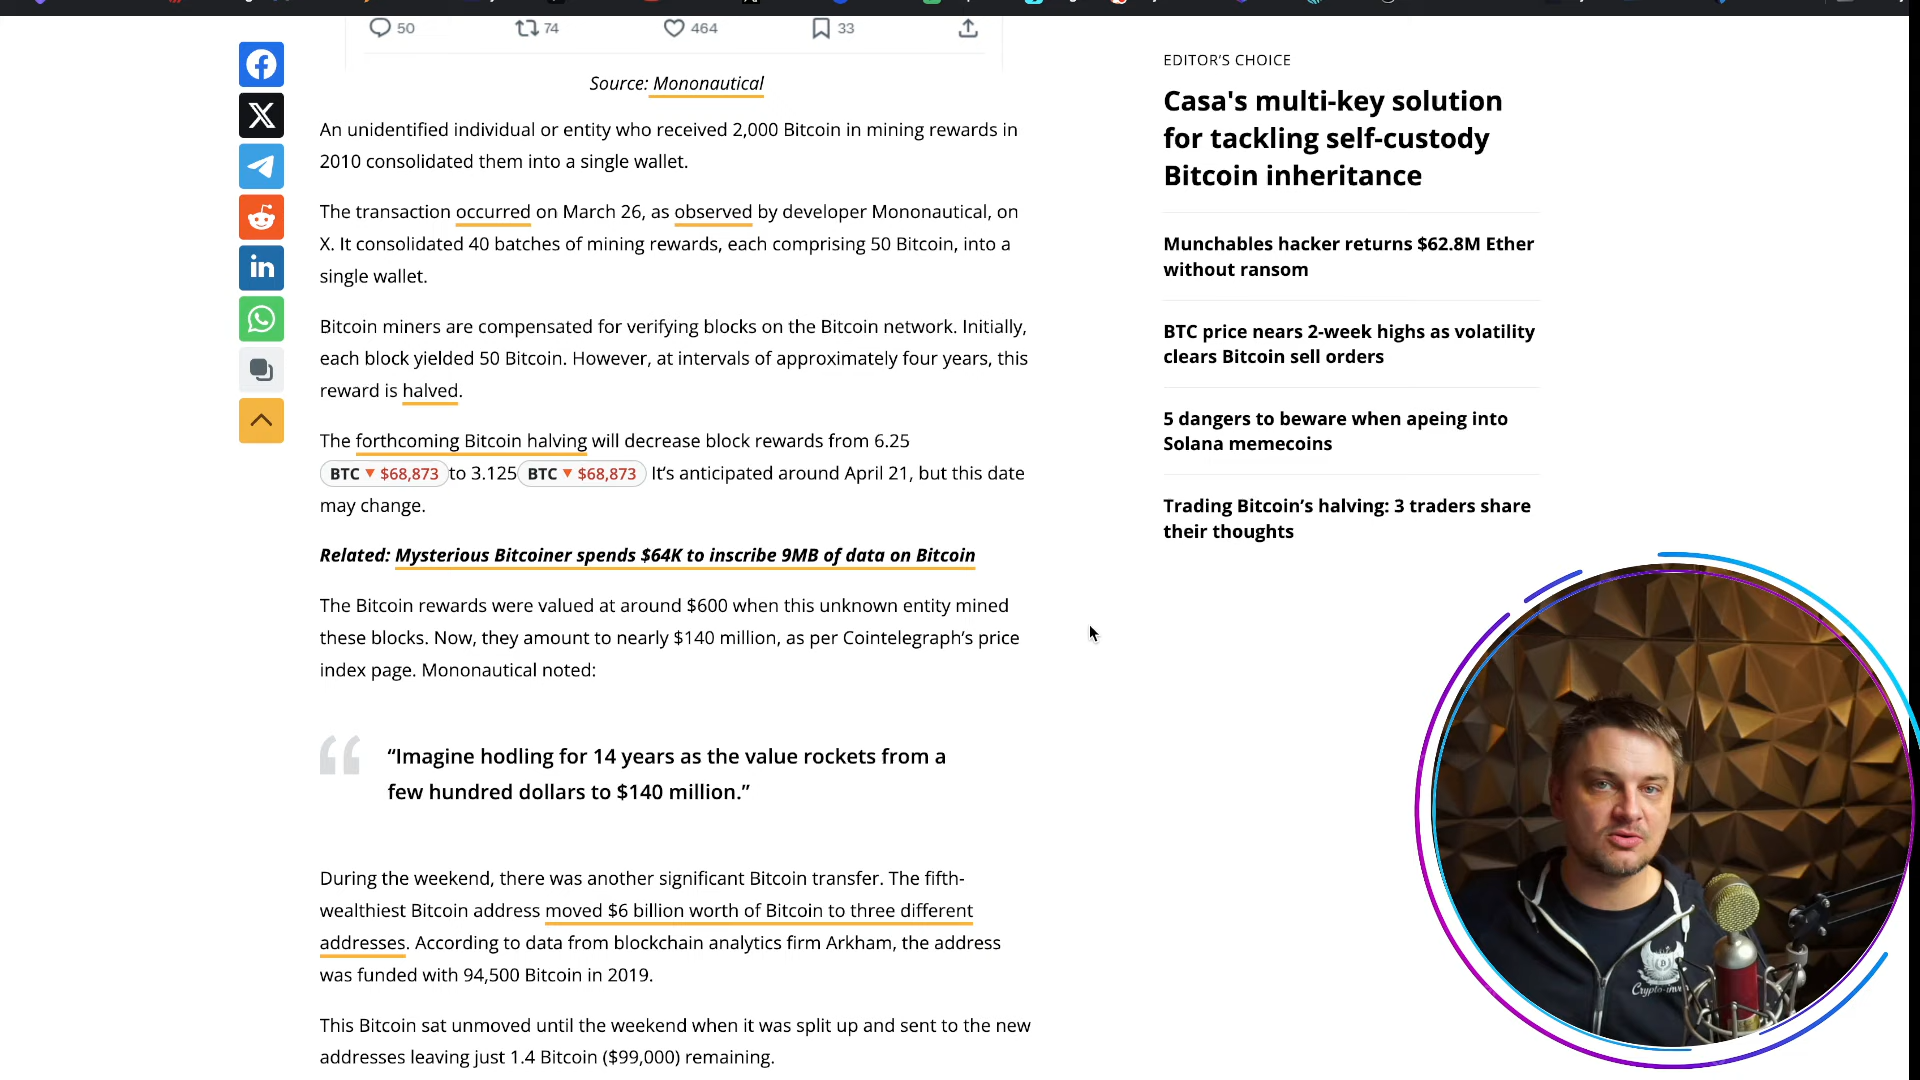 50
74
464
33
Source: Mononautical
An unidentified individual or entity who received 2,000 Bitcoin in mining rewards in
2010 consolidated them into a single wallet.
The transaction occurred on March 26, as observed by developer Mononautical, on
X. It consolidated 40 batches of mining rewards, each comprising 50 Bitcoin, into a
single wallet.
Bitcoin miners are compensated for verifying blocks on the Bitcoin network. Initially,
each block yielded 50 Bitcoin. However, at intervals of approximately four years, this
reward is halved.
The forthcoming Bitcoin halving will decrease block rewards from 6.25
BTC ▼ $68,873 to 3.125 BTC ▼ $68,873 It's anticipated around April 21, but this date
may change.
Related: Mysterious Bitcoiner spends $64K to inscribe 9MB of data on Bitcoin
The Bitcoin rewards were valued at around $600 when this unknown entity mined
these blocks. Now, they amount to nearly $140 million, as per Cointelegraph's price
index page. Mononautical noted:
“Imagine hodling for 14 years as the value rockets from a
few hundred dollars to $140 million.”
During the weekend, there was another significant Bitcoin transfer. The fifth-
wealthiest Bitcoin address moved $6 billion worth of Bitcoin to three different
addresses. According to data from blockchain analytics firm Arkham, the address
was funded with 94,500 Bitcoin in 2019.
This Bitcoin sat unmoved until the weekend when it was split up and sent to the new
addresses leaving just 1.4 Bitcoin ($99,000) remaining.
EDITOR'S CHOICE
Casa's multi-key solution
for tackling self-custody
Bitcoin inheritance
Munchables hacker returns $62.8M Ether
without ransom
BTC price nears 2-week highs as volatility
clears Bitcoin sell orders
5 dangers to beware when apeing into
Solana memecoins
Trading Bitcoin’s halving: 3 traders share
their thoughts